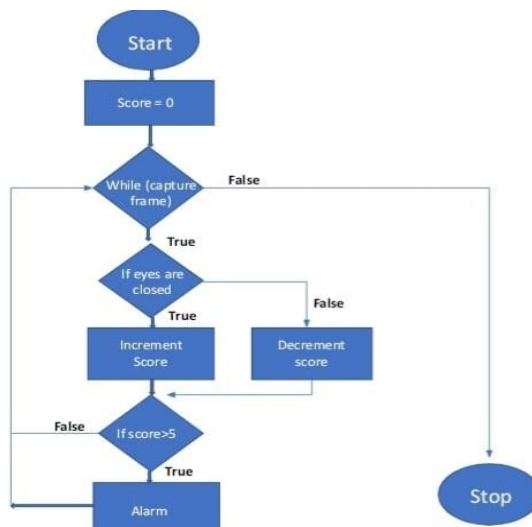 Start
Score = 0
While (capture
frame)
False
True
If eyes are
closed
False
True
Increment
Score
Decrement
score
False
If score>5
True
Alarm
Stop